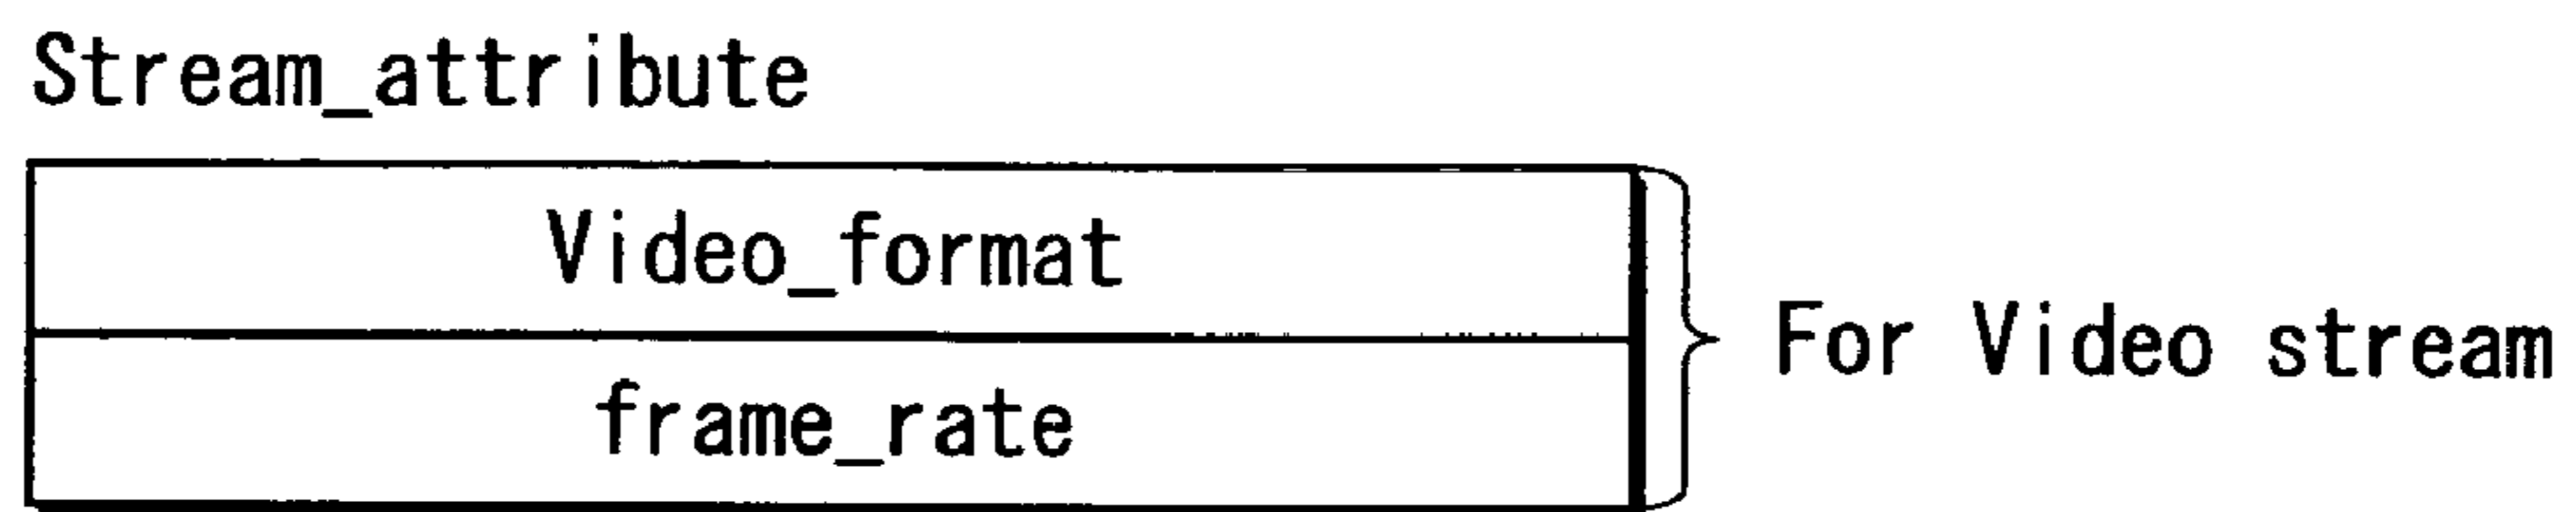 Stream_attribute
Video_format
frame_rate
For Video stream